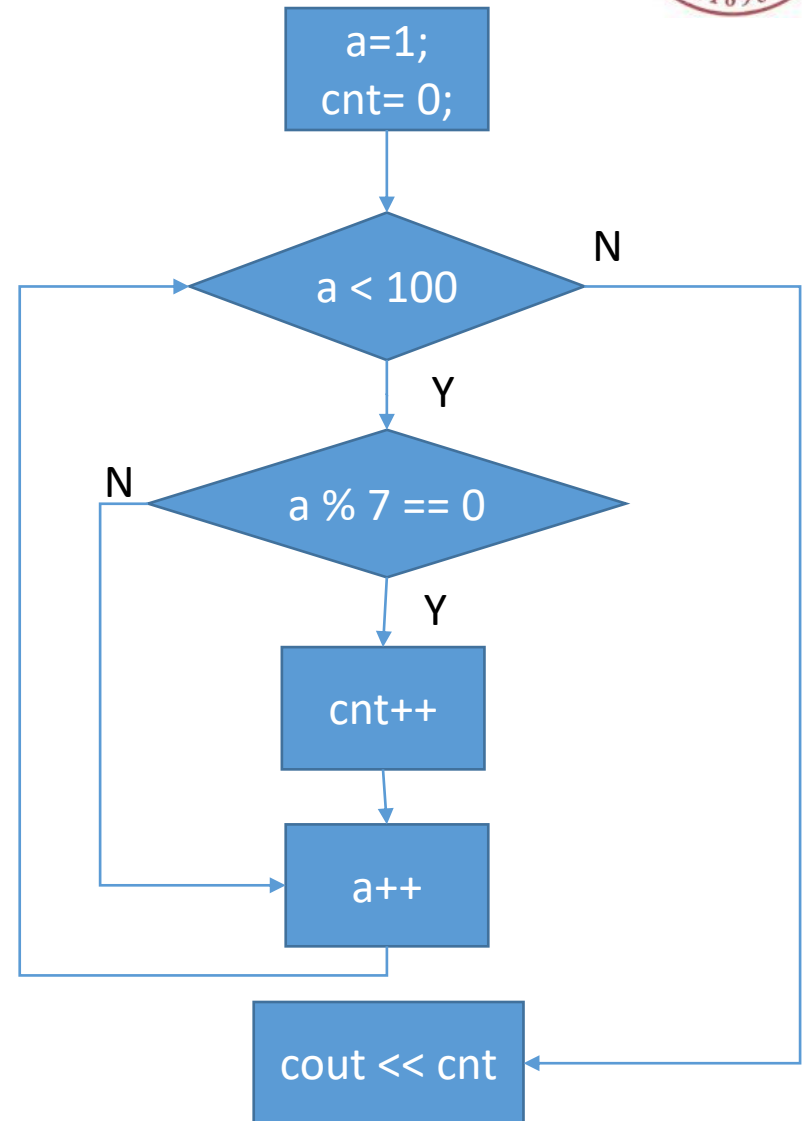 a=1;
cnt= 0;
a < 100
N
Y
a % 7 == 0
N
Y
cnt++
a++
cout << cnt